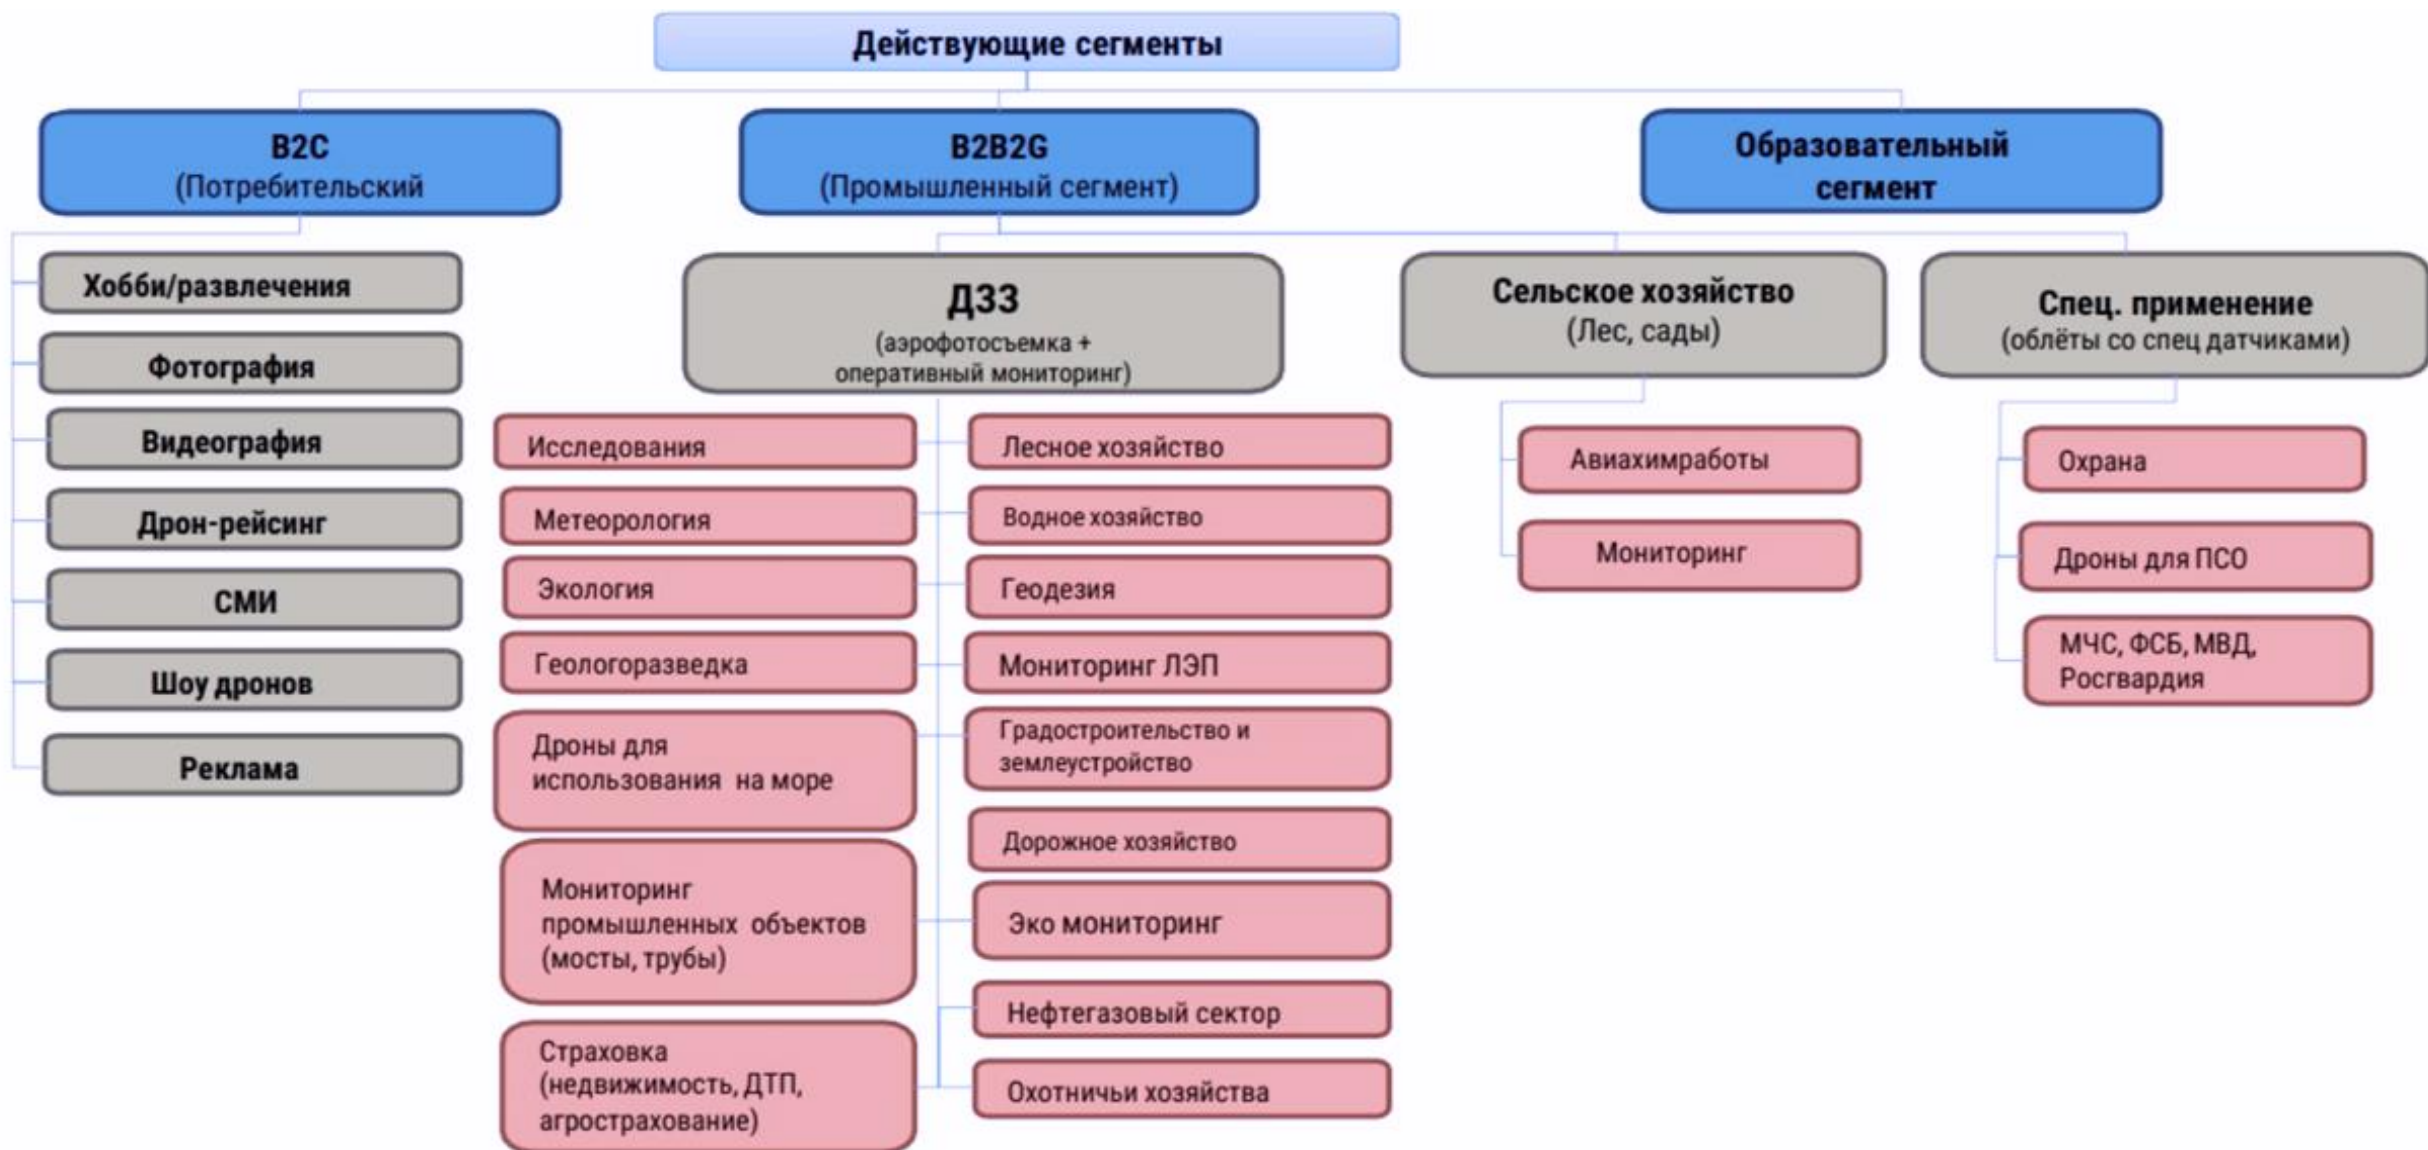 Действующие сегменты
B2C
(Потребительский
B2B2G
(Промышленный сегмент)
Образовательный
сегмент
Хобби/развлечения
Фотография
Видеография
Дрон-рейсинг
СМИ
Шоу дронов
Реклама
ДЗЗ
(аэрофотосъемка +
оперативный мониторинг)
Исследования
Метеорология
Экология
Геологоразведка
Дроны для
использования на море
Мониторинг
промышленных объектов
(мосты, трубы)
Страховка
(недвижимость, ДТП,
агрострахование)
Лесное хозяйство
Водное хозяйство
Геодезия
Мониторинг ЛЭП
Градостроительство и
землеустройство
Дорожное хозяйство
Эко мониторинг
Нефтегазовый сектор
Охотничьи хозяйства
Сельское хозяйство
(Лес, сады)
Авиахимработы
Мониторинг
Спец. применение
(облёты со спец датчиками)
Охрана
Дроны для ПСО
МЧС, ФСБ, МВД,
Росгвардия